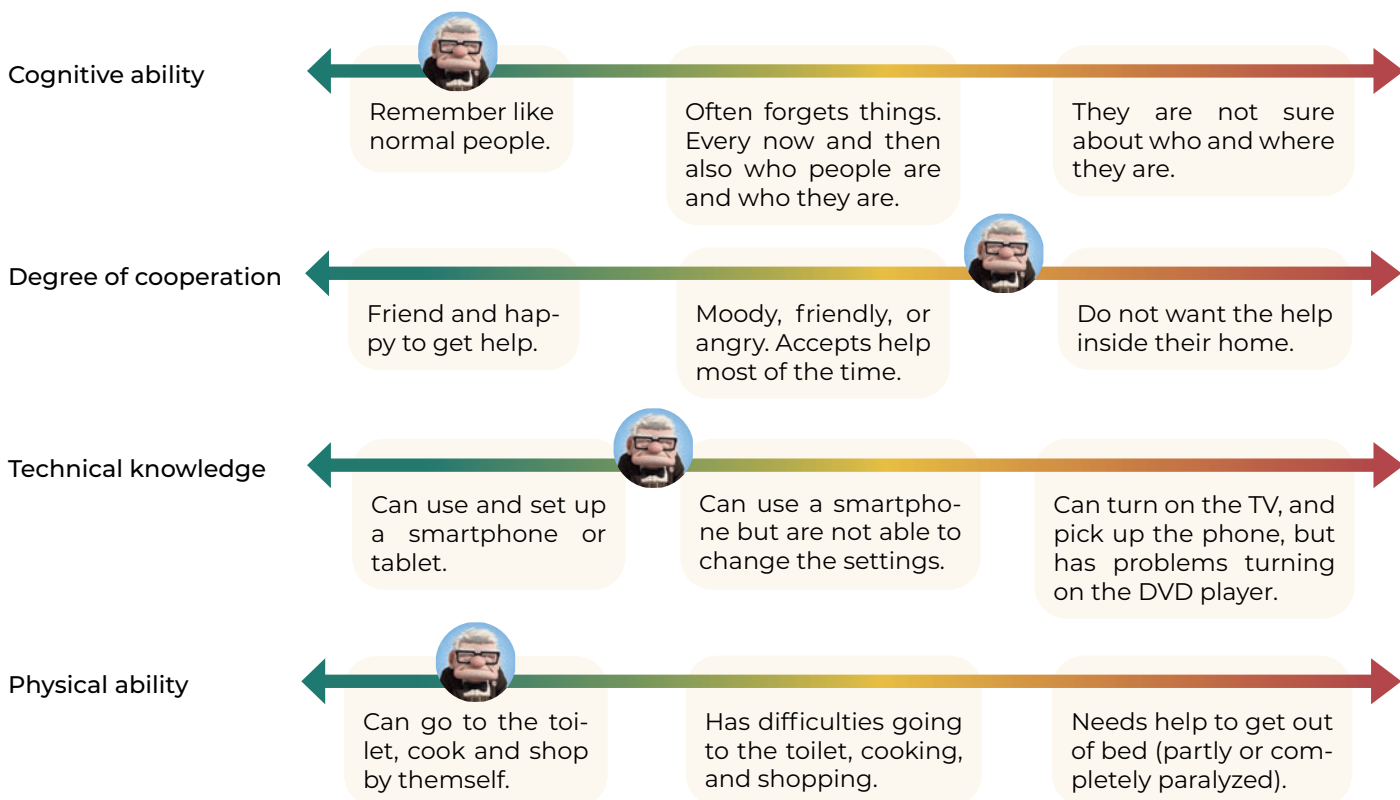 Cognitive ability
Remember like
normal people.
Often forgets things.
Every now and then
also who people are
and who they are.
They are not sure
about who and where
they are.
Degree of cooperation
Friend and hap-
py to get help.
Moody, friendly, or
angry. Accepts help
most of the time.
Do not want the help
inside their home.
Technical knowledge
Can use and set up
a smartphone or
tablet.
Can use a smartpho-
ne but are not able to
change the settings.
Can turn on the TV, and
pick up the phone, but
has problems turning
on the DVD player.
Physical ability
Can go to the toi-
let, cook and shop
by themself.
Has difficulties going
to the toilet, cooking,
and shopping.
Needs help to get out
of bed (partly or com-
pletely paralyzed).